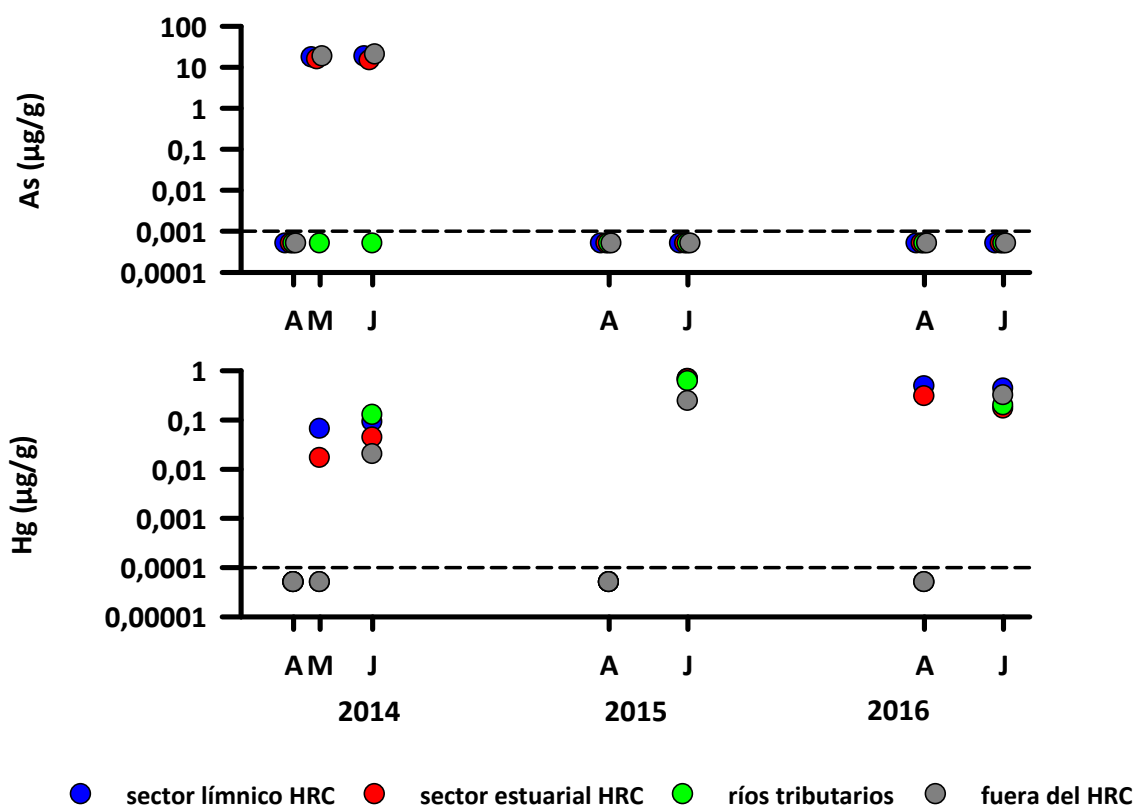 100
10
1
0,1
0,01
0,001
0,0001
As (µg/g)
A M J A J A J
1
0,1
0,01
0,001
0,0001
0,00001
Hg (µg/g)
A M J A J A J
2014 2015 2016
sector límnico HRC sector estuarial HRC ríos tributarios fuera del HRC